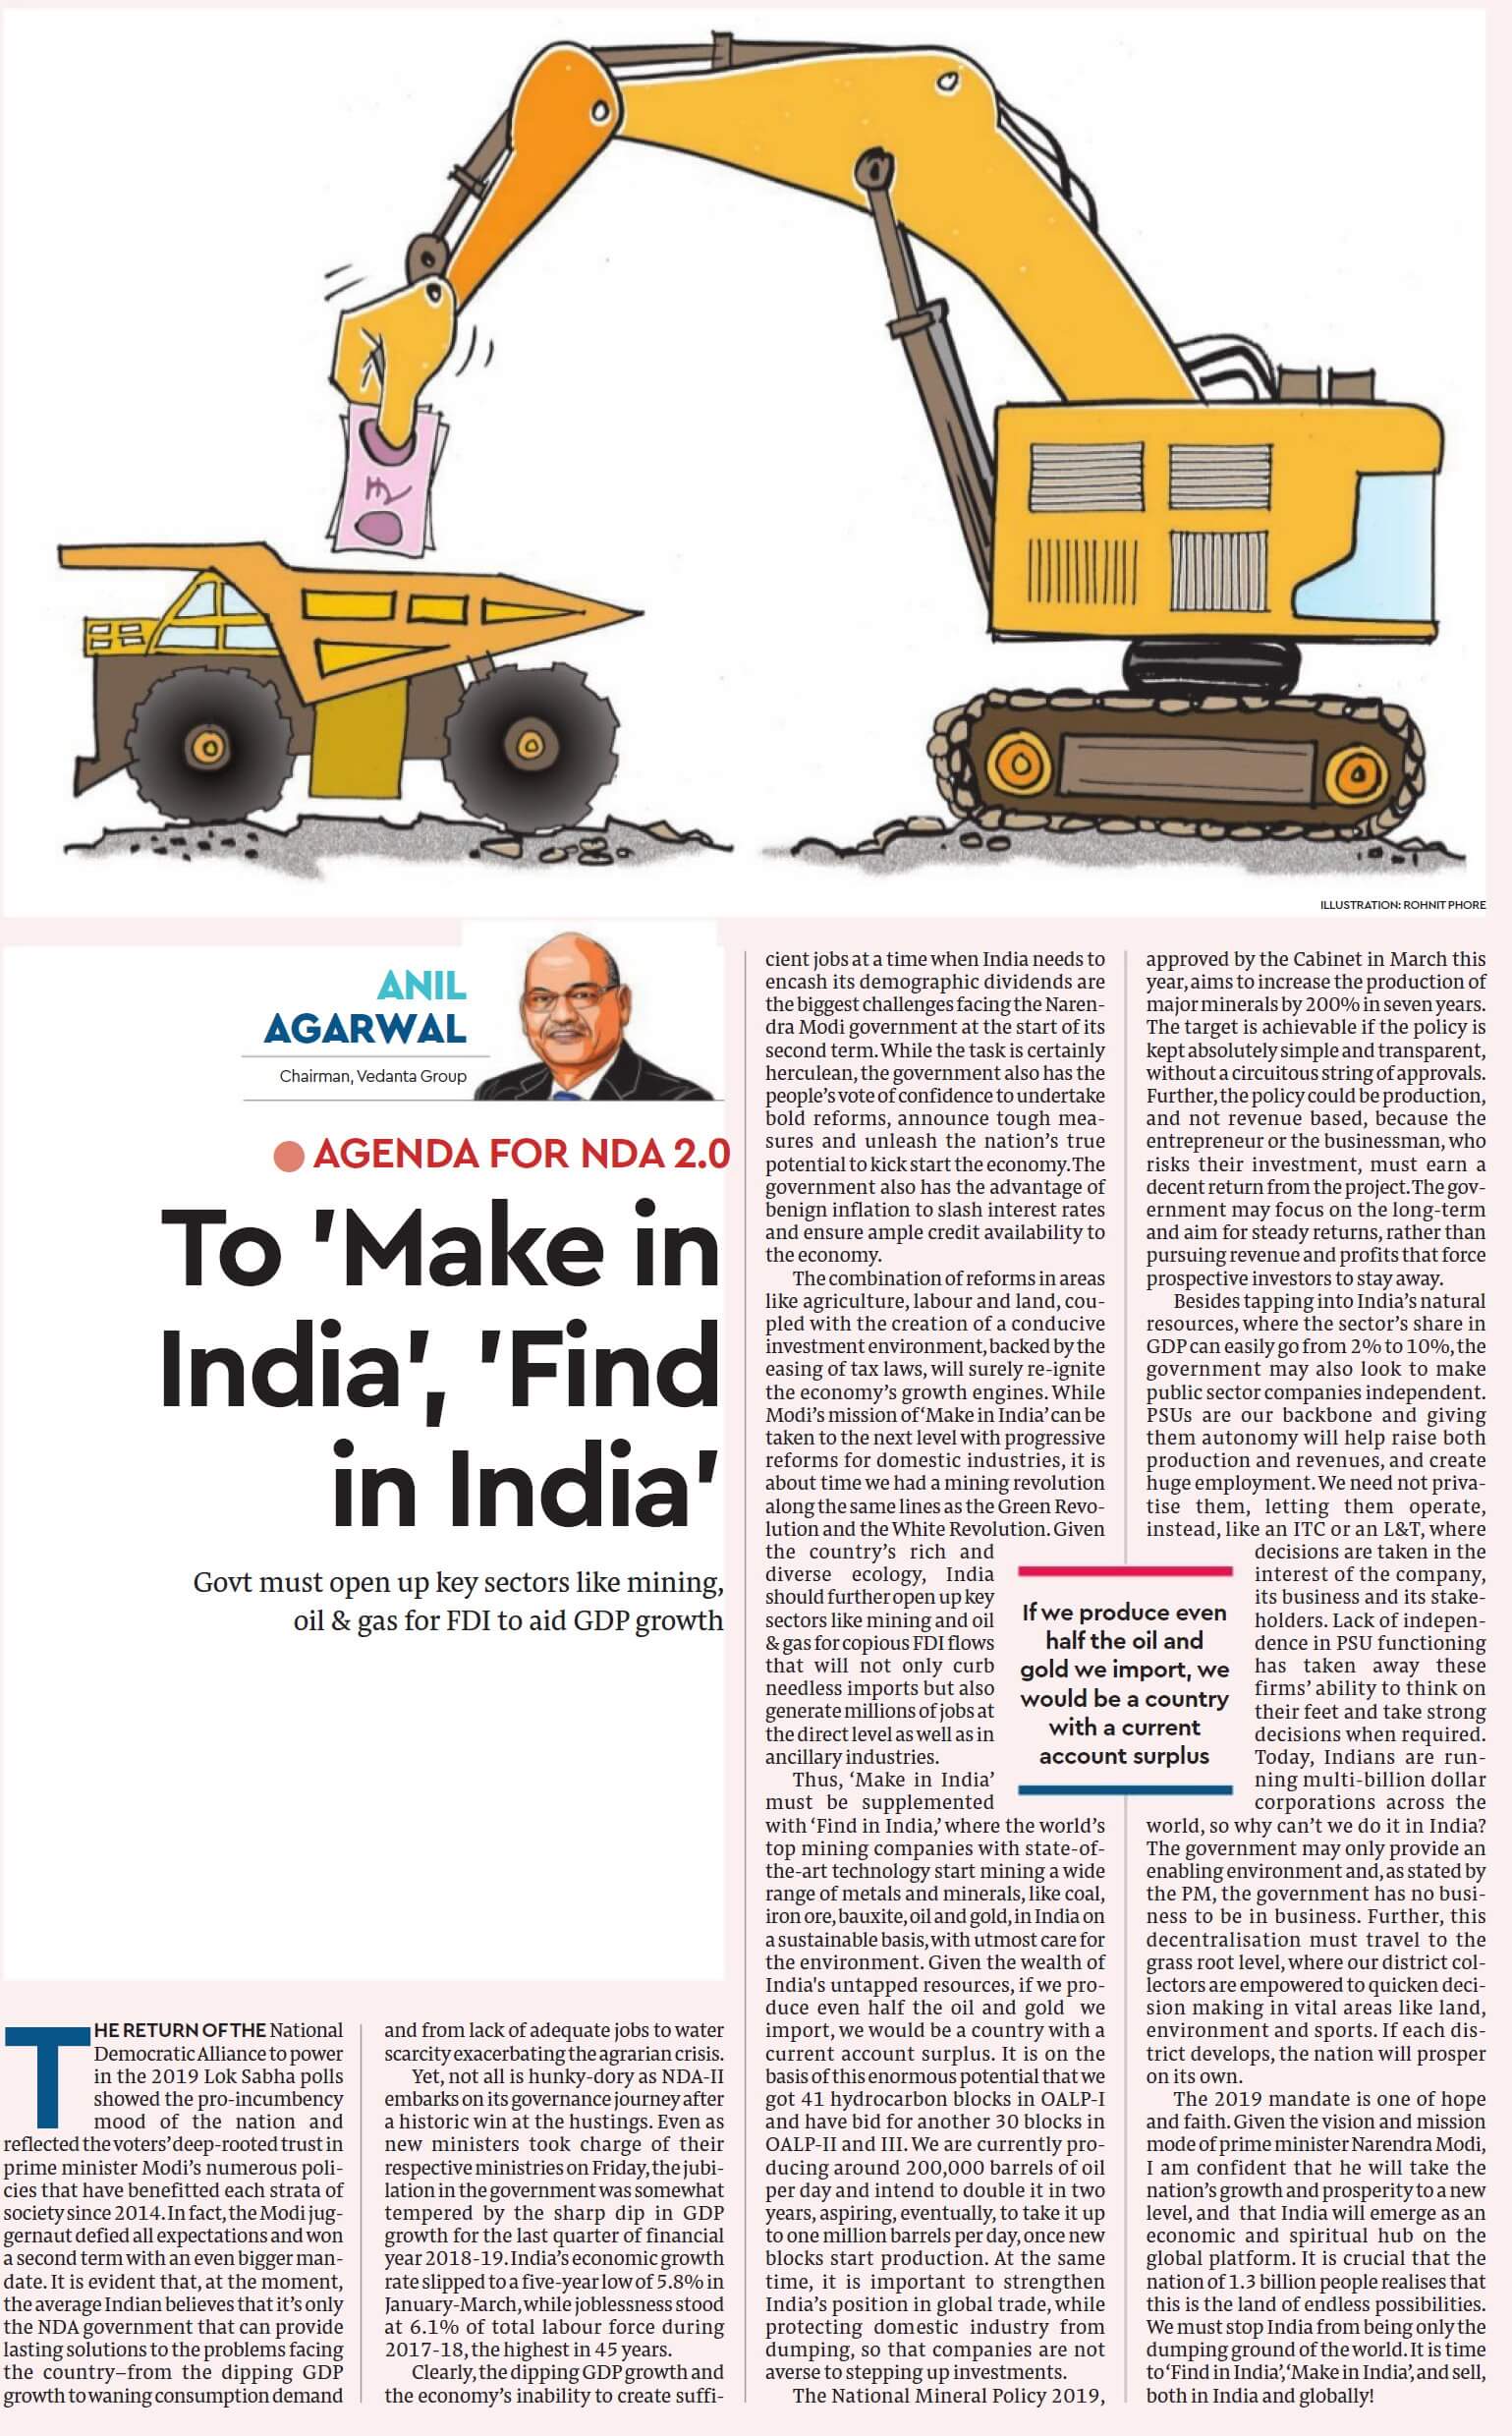 ILLUSTRATION: ROHNIT PHORE
ANIL
AGARWAL
Chairman, Vedanta Group
AGENDA FOR NDA 2.0
To 'Make in
India', 'Find
in India'
Govt must open up key sectors like mining,
oil & gas for FDI to aid GDP growth
THE RETURN OF THE National
Democratic Alliance to power
in the 2019 Lok Sabha polls
showed the pro-incumbency
mood of the nation and
reflected the voters’ deep-rooted trust in
prime minister Modi’s numerous poli-
cies that have benefitted each strata of
society since 2014. In fact, the Modi jug-
gernaut defied all expectations and won
a second term with an even bigger man-
date. It is evident that, at the moment,
the average Indian believes that it’s only
the NDA government that can provide
lasting solutions to the problems facing
the country–from the dipping GDP
growth to waning consumption demand
and from lack of adequate jobs to water
scarcity exacerbating the agrarian crisis.
Yet, not all is hunky-dory as NDA-II
embarks on its governance journey after
a historic win at the hustings. Even as
new ministers took charge of their
respective ministries on Friday, the jubi-
lation in the government was somewhat
tempered by the sharp dip in GDP
growth for the last quarter of financial
year 2018-19. India’s economic growth
rate slipped to a five-year low of 5.8% in
January-March, while joblessness stood
at 6.1% of total labour force during
2017-18, the highest in 45 years.
Clearly, the dipping GDP growth and
the economy’s inability to create suffi-
cient jobs at a time when India needs to
encash its demographic dividends are
the biggest challenges facing the Naren-
dra Modi government at the start of its
second term. While the task is certainly
herculean, the government also has the
people’s vote of confidence to undertake
bold reforms, announce tough mea-
sures and unleash the nation’s true
potential to kick start the economy. The
government also has the advantage of
benign inflation to slash interest rates
and ensure ample credit availability to
the economy.
The combination of reforms in areas
like agriculture, labour and land, cou-
pled with the creation of a conducive
investment environment, backed by the
easing of tax laws, will surely re-ignite
the economy’s growth engines. While
Modi’s mission of ‘Make in India’ can be
taken to the next level with progressive
reforms for domestic industries, it is
about time we had a mining revolution
along the same lines as the Green Revo-
lution and the White Revolution. Given
the country’s rich and
diverse ecology, India
should further open up key
sectors like mining and oil
& gas for copious FDI flows
that will not only curb
needless imports but also
generate millions of jobs at
the direct level as well as in
ancillary industries.
Thus, ‘Make in India’
must be supplemented
with ‘Find in India,’ where the world’s
top mining companies with state-of-
the-art technology start mining a wide
range of metals and minerals, like coal,
iron ore, bauxite, oil and gold, in India on
a sustainable basis, with utmost care for
the environment. Given the wealth of
India's untapped resources, if we pro-
duce even half the oil and gold we
import, we would be a country with a
current account surplus. It is on the
basis of this enormous potential that we
got 41 hydrocarbon blocks in OALP-I
and have bid for another 30 blocks in
OALP-II and III. We are currently pro-
ducing around 200,000 barrels of oil
per day and intend to double it in two
years, aspiring, eventually, to take it up
to one million barrels per day, once new
blocks start production. At the same
time, it is important to strengthen
India’s position in global trade, while
protecting domestic industry from
dumping, so that companies are not
averse to stepping up investments.
The National Mineral Policy 2019,
If we produce even
half the oil and
gold we import, we
would be a country
with a current
account surplus
approved by the Cabinet in March this
year, aims to increase the production of
major minerals by 200% in seven years.
The target is achievable if the policy is
kept absolutely simple and transparent,
without a circuitous string of approvals.
Further, the policy could be production,
and not revenue based, because the
entrepreneur or the businessman, who
risks their investment, must earn a
decent return from the project. The gov-
ernment may focus on the long-term
and aim for steady returns, rather than
pursuing revenue and profits that force
prospective investors to stay away.
Besides tapping into India’s natural
resources, where the sector’s share in
GDP can easily go from 2% to 10%, the
government may also look to make
public sector companies independent.
PSUs are our backbone and giving
them autonomy will help raise both
production and revenues, and create
huge employment. We need not priva-
tise them, letting them operate,
instead, like an ITC or an L&T, where
decisions are taken in the
interest of the company,
its business and its stake-
holders. Lack of indepen-
dence in PSU functioning
has taken away these
firms’ ability to think on
their feet and take strong
decisions when required.
Today, Indians are run-
ning multi-billion dollar
corporations across the
world, so why can’t we do it in India?
The government may only provide an
enabling environment and, as stated by
the PM, the government has no busi-
ness to be in business. Further, this
decentralisation must travel to the
grass root level, where our district col-
lectors are empowered to quicken deci-
sion making in vital areas like land,
environment and sports. If each dis-
trict develops, the nation will prosper
on its own.
The 2019 mandate is one of hope
and faith. Given the vision and mission
mode of prime minister Narendra Modi,
I am confident that he will take the
nation’s growth and prosperity to a new
level, and that India will emerge as an
economic and spiritual hub on the
global platform. It is crucial that the
nation of 1.3 billion people realises that
this is the land of endless possibilities.
We must stop India from being only the
dumping ground of the world. It is time
to ‘Find in India’, ‘Make in India’, and sell,
both in India and globally!